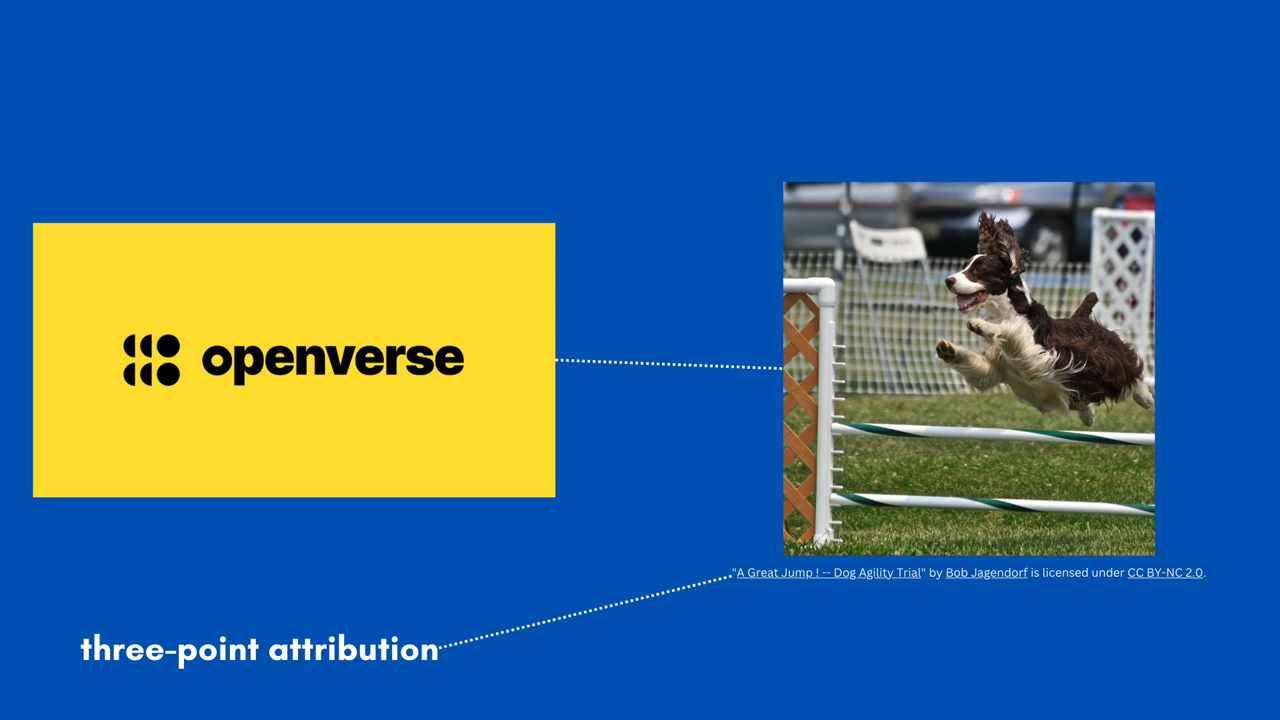 openverse
"A Great Jump ! -- Dog Agility Trial" by Bob Jagendorf is licensed under CC BY-NC 2.0.
three-point attribution